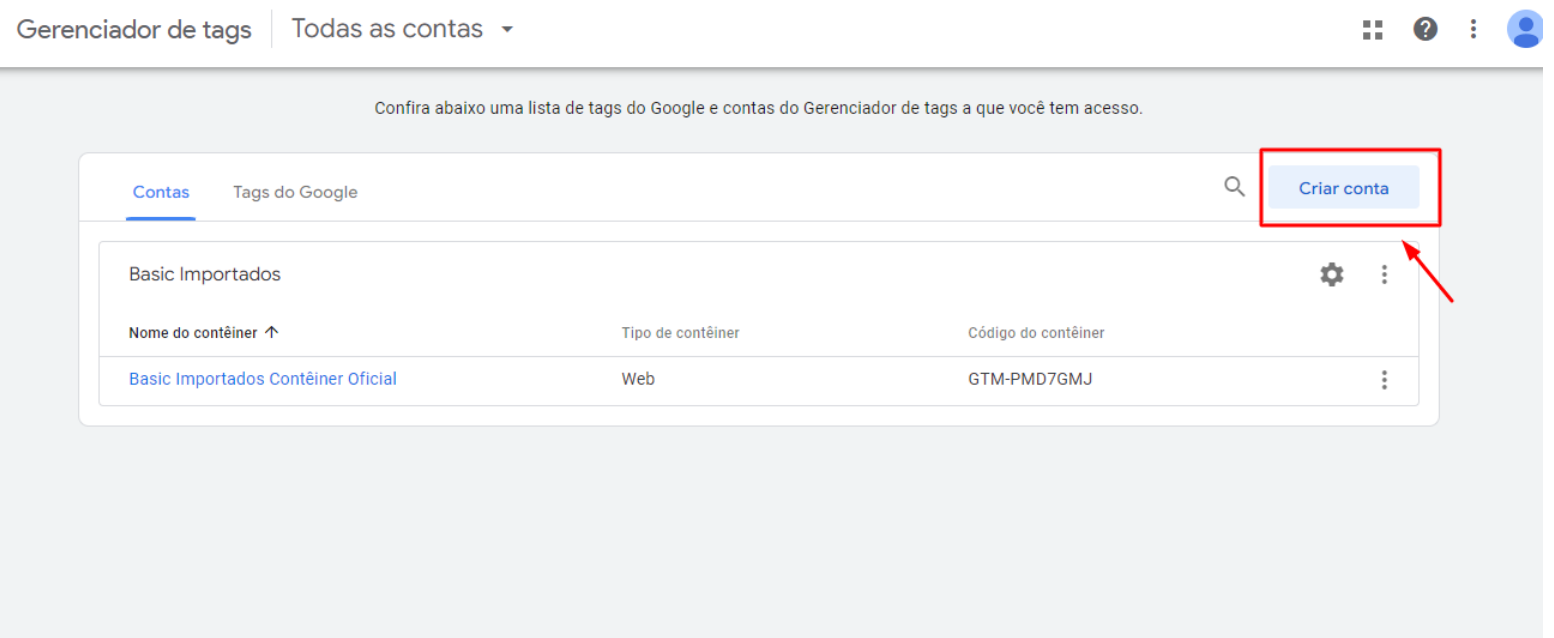 Gerenciador de tags Todas as contas
Confira abaixo uma lista de tags do Google e contas do Gerenciador de tags a que você tem acesso.
Contas Tags do Google Criar conta
Basic Importados
Nome do contêiner Tipo de contêiner Código do contêiner
Basic Importados Contêiner Oficial Web GTM-PMD7GMJ